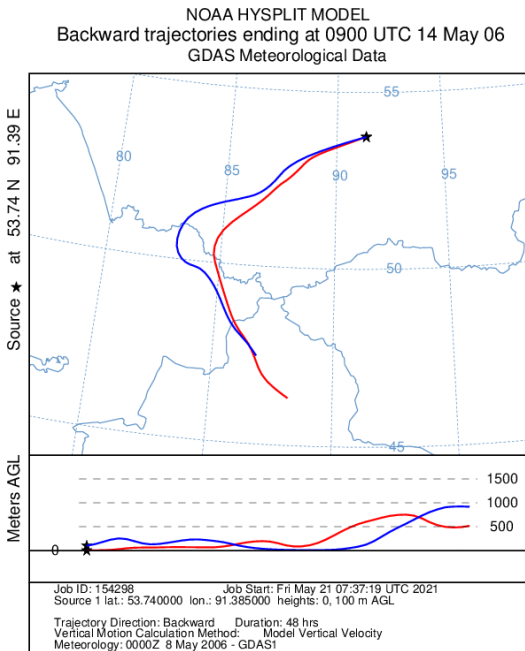 NOAA HYSPLIT MODEL
Backward trajectories ending at 0900 UTC 14 May 06
GDAS Meteorological Data
Source ★ at 53.74 N 91.39 E
55
80
85
90
95
50
45
Meters AGL
1500
1000
500
0
Job ID: 154298 Job Start: Fri May 21 07:37:19 UTC 2021
Source 1 lat.: 53.740000 lon.: 91.385000 heights: 0, 100 m AGL
Trajectory Direction: Backward Duration: 48 hrs
Vertical Motion Calculation Method: Model Vertical Velocity
Meteorology: 0000Z 8 May 2006 - GDAS1